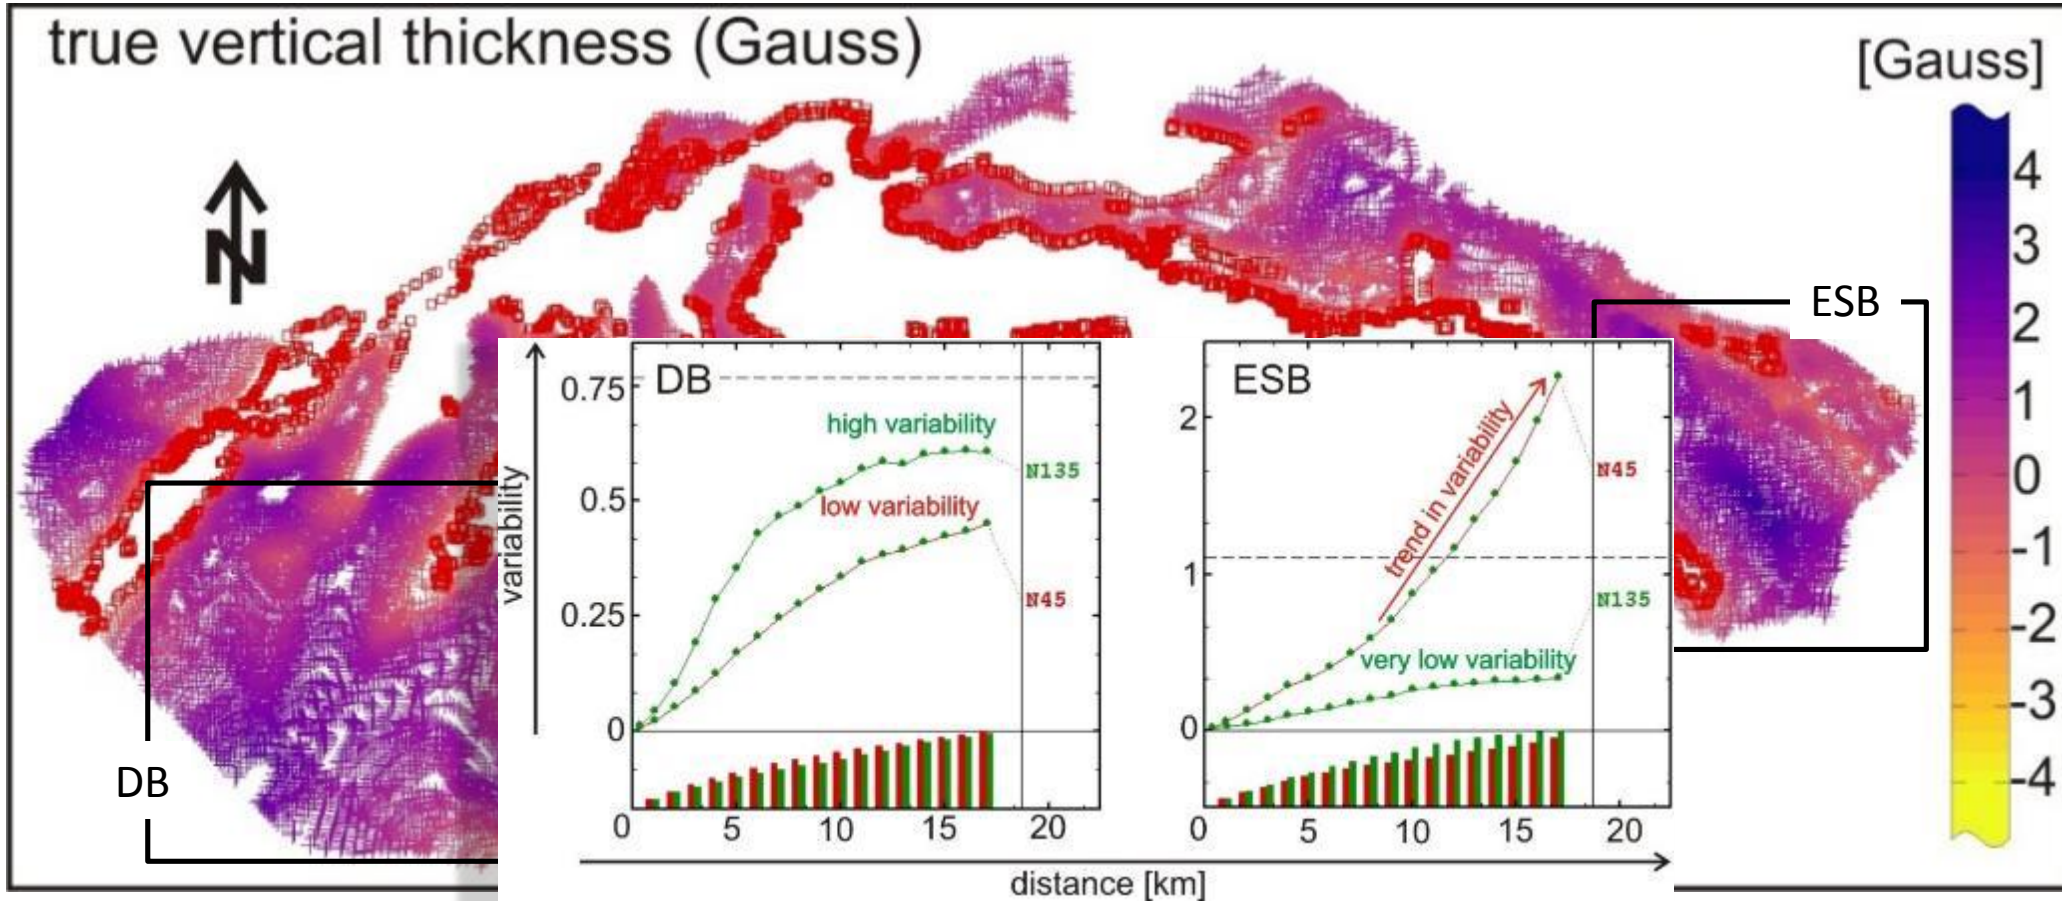 true vertical thickness (Gauss)
[Gauss]
N
ESB
DB
4
3
2
1
0
-1
-2
-3
-4
variability
DB
0.75
0.5
0.25
0
high variability
low variability
N135
N45
0 5 10 15 20
ESB
2
1
0
trend in variability
very low variability
N45
N135
0 5 10 15 20
distance [km]